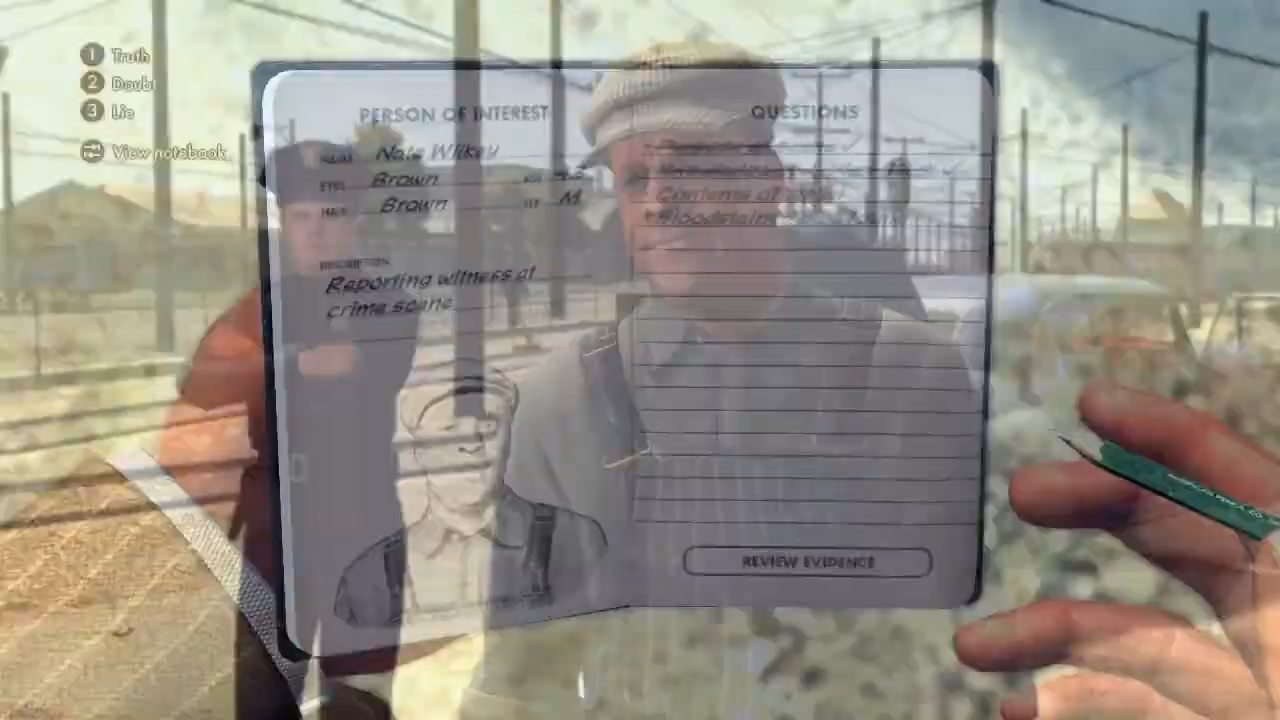 1 Truth
2 Doubt
3 Lie
View notebook
PERSON OF INTEREST
NAME Nate Wilkey
EYES Brown
HAIR Brown M
DESCRIPTION
Reporting witness at
crime scene.
QUESTIONS
Contents of
Bloodstains
REVIEW EVIDENCE